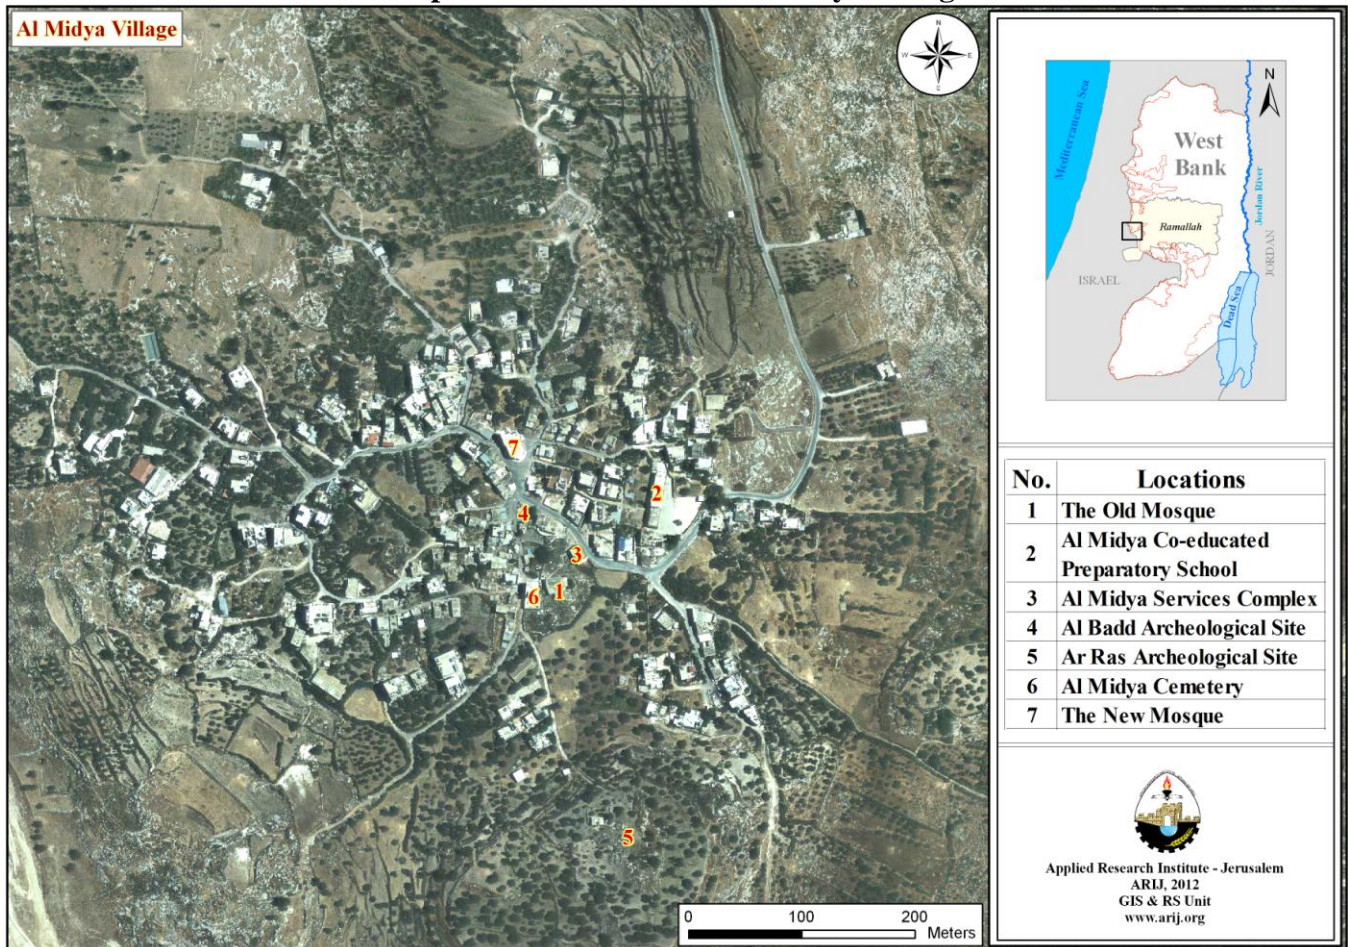 Al Midya Village
N
W
E
S
Mediterranean Sea
N
West
Bank
Ramallah
Jordan River
JORDAN
ISRAEL
Dead Sea
7
2
4
3
6
1
5
No. Locations
1 The Old Mosque
2 Al Midya Co-educated
Preparatory School
3 Al Midya Services Complex
4 Al Badd Archeological Site
5 Ar Ras Archeological Site
6 Al Midya Cemetery
7 The New Mosque
Applied Research Institute - Jerusalem
ARIJ, 2012
GIS & RS Unit
www.arij.org
0 100 200
Meters